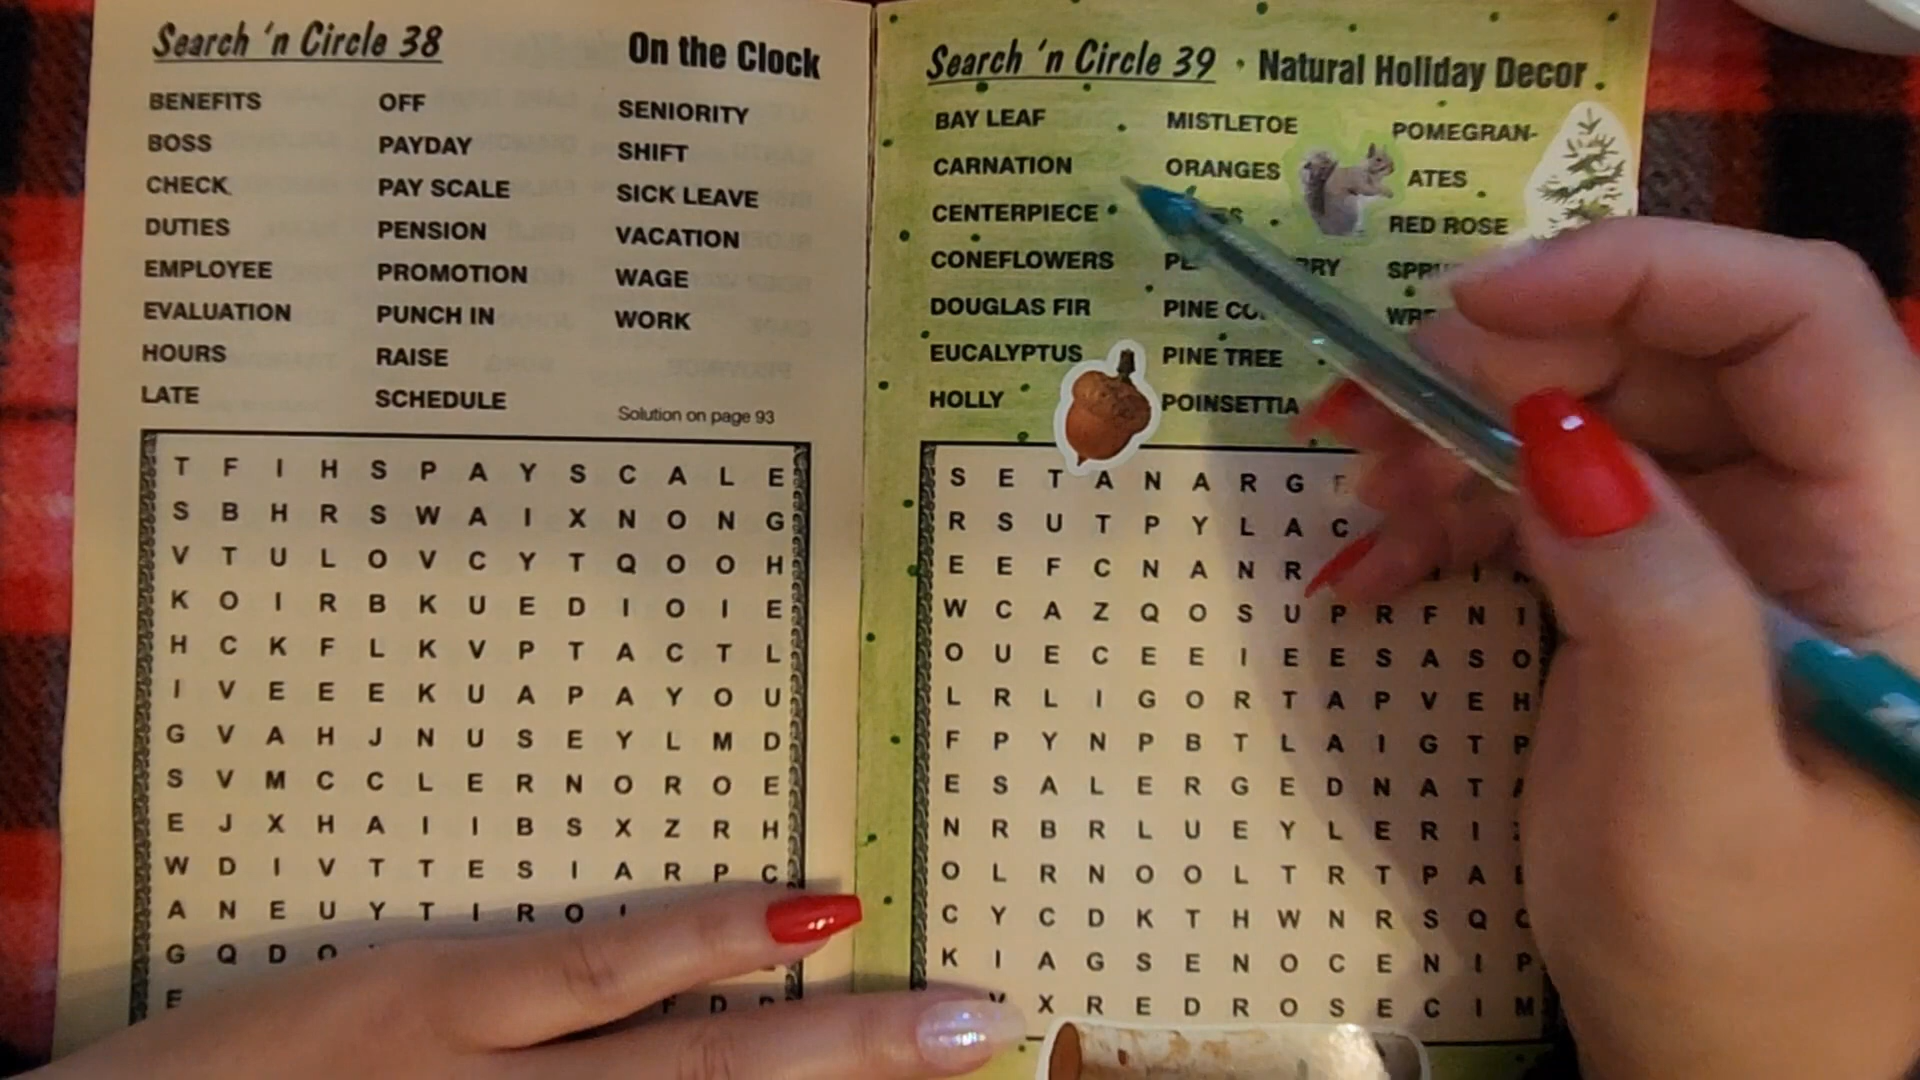 Search 'n Circle 38
On the Clock
BENEFITS
BOSS
CHECK
DUTIES
EMPLOYEE
EVALUATION
HOURS
LATE
OFF
PAYDAY
PAY SCALE
PENSION
PROMOTION
PUNCH IN
RAISE
SCHEDULE
SENIORITY
SHIFT
SICK LEAVE
VACATION
WAGE
WORK
Solution on page 93
T F I H S P A Y S C A L E
S B H R S W A I X N O N G
V T U L O V C Y T Q O O H
K O I R B K U E D I O I E
H C K F L K V P T A C T L
I V E E E K U A P A Y O U
G V A H J N U S E Y L M D
S V M C C L E R N O R O E
E J X H A I I B S X Z R H
W D I V T T E S I A R P C
A N E U Y T I R O
G Q D O
E F D
Search 'n Circle 39 • Natural Holiday Decor
BAY LEAF
CARNATION
CENTERPIECE
CONEFLOWERS
DOUGLAS FIR
EUCALYPTUS
HOLLY
MISTLETOE
ORANGES
PINE TREE
POINSETTIA
POMEGRAN-
ATES
RED ROSE
S E T A N A R G E
R S U T P Y L A C
E E F C N A N R I
W C A Z Q O S U P R F N I
O U E C E E I E E S A S O
L R L I G O R T A P V E H
F P Y N P B T L A I G T P
E S A L E R G E D N A T
N R B R L U E Y L E R I
O L R N O O L T R T P A
C Y C D K T H W N R S Q
K I A G S E N O C E N I P
X R E D R O S E C I M